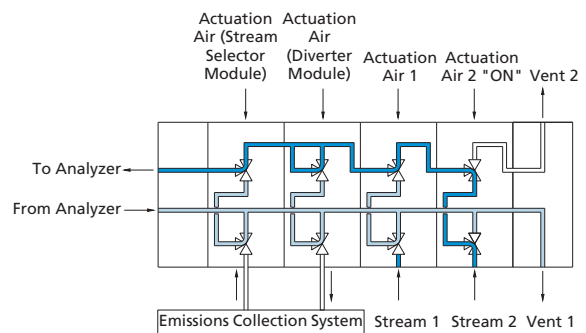 Actuation
Air (Stream
Selector
Module)
Actuation
Air
(Diverter
Module)
Actuation
Air 1
Actuation
Air 2 "ON"
Vent 2
To Analyzer
From Analyzer
Emissions Collection System
Stream 1
Stream 2
Vent 1